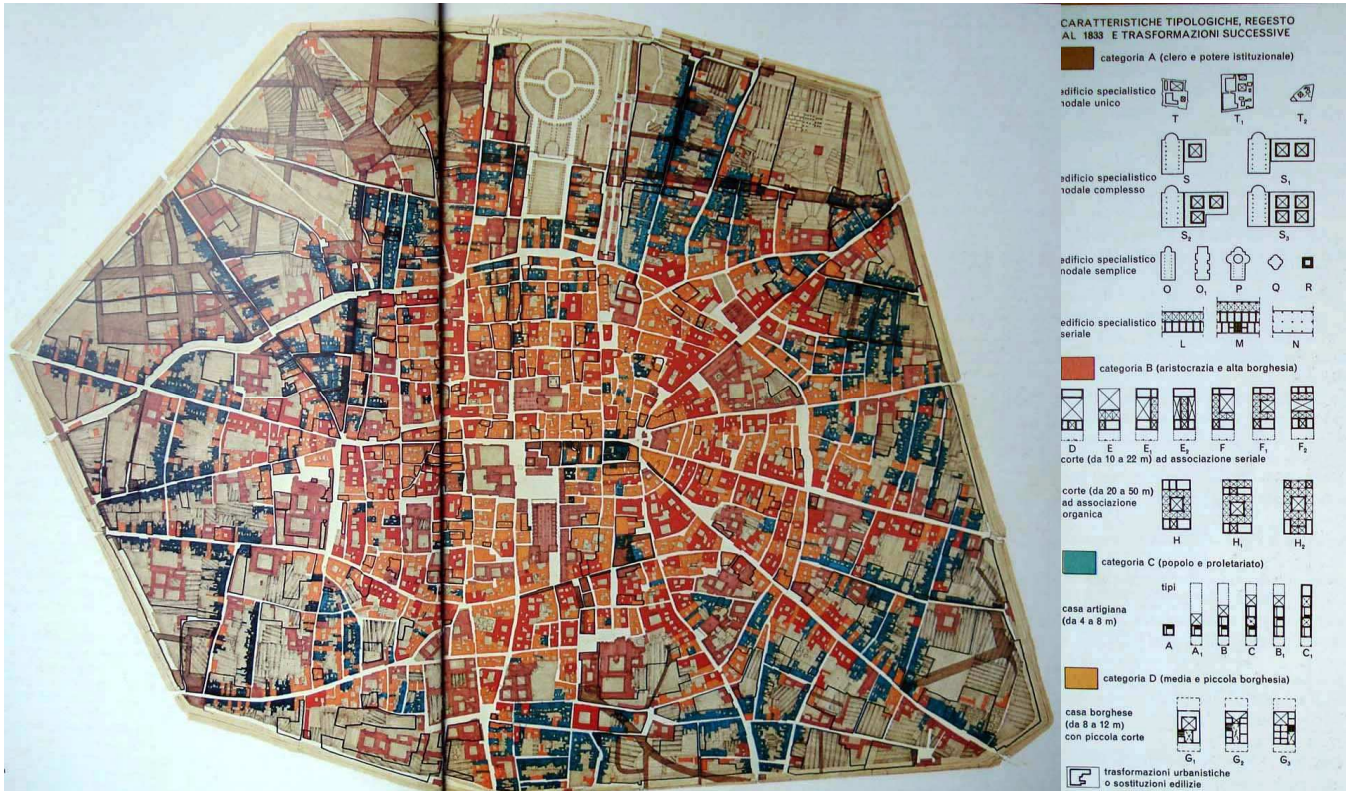 CARATTERISTICHE TIPOLOGICHE, REGESTO
AL 1833 E TRASFORMAZIONI SUCCESSIVE
categoria A (clero e potere istituzionale)
edificio specialistico
nodale unico
T T₁ T₂
edificio specialistico
nodale complesso
S S₁
S₂ S₃
edificio specialistico
nodale semplice
O O₁ P Q R
edificio specialistico
seriale
L M N
categoria B (aristocrazia e alta borghesia)
D E E₁ E₂ F F₁ F₂
corte (da 10 a 22 m) ad associazione seriale
corte (da 20 a 50 m)
ad associazione
organica
H H₁ H₂
categoria C (popolo e proletariato)
tipi
casa artigiana
(da 4 a 8 m)
A A₁ B C B₁ C₁
categoria D (media e piccola borghesia)
casa borghese
(da 8 a 12 m)
con piccola corte
G₁ G₂ G₃
trasformazioni urbanistiche
o sostituzioni edilizie